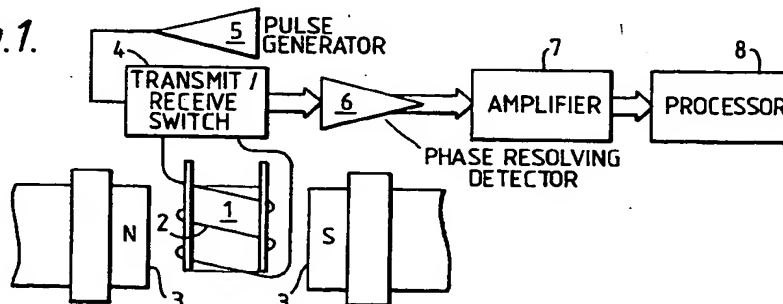 .1.
5 PULSE
GENERATOR
4
TRANSMIT /
RECEIVE
SWITCH
6
PHASE RESOLVING
DETECTOR
7
AMPLIFIER
8
PROCESSOR
N
3
2
1
S
3